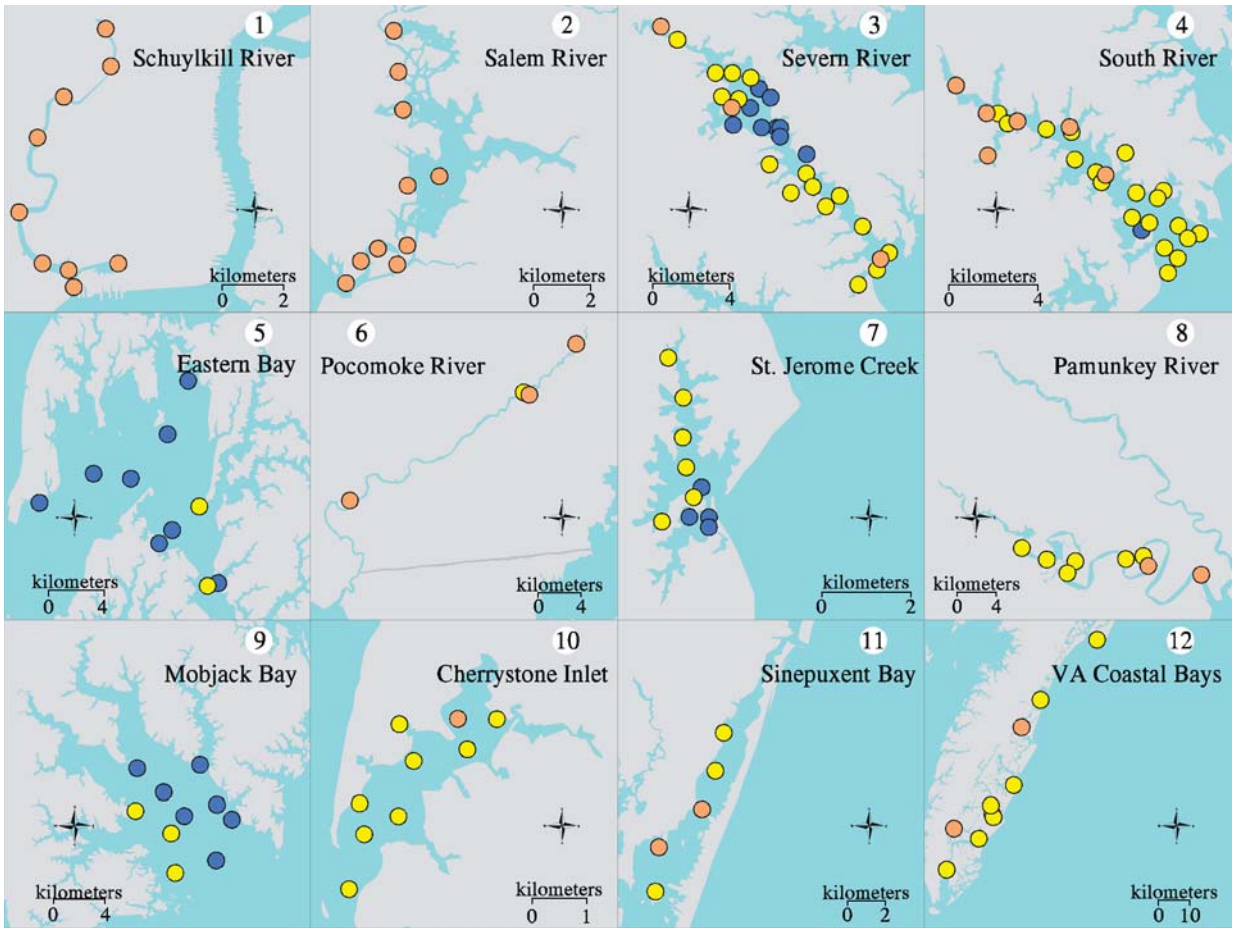 1
Schuylkill River
kilometers
0 2
2
Salem River
kilometers
0 2
3
Severn River
kilometers
0 4
4
South River
kilometers
0 4
5
Eastern Bay
kilometers
0 4
6
Pocomoke River
kilometers
0 4
7
St. Jerome Creek
kilometers
0 2
8
Pamunkey River
kilometers
0 4
9
Mobjack Bay
kilometers
0 4
10
Cherrystone Inlet
kilometers
0 1
11
Sinepuxent Bay
kilometers
0 2
12
VA Coastal Bays
kilometers
0 10